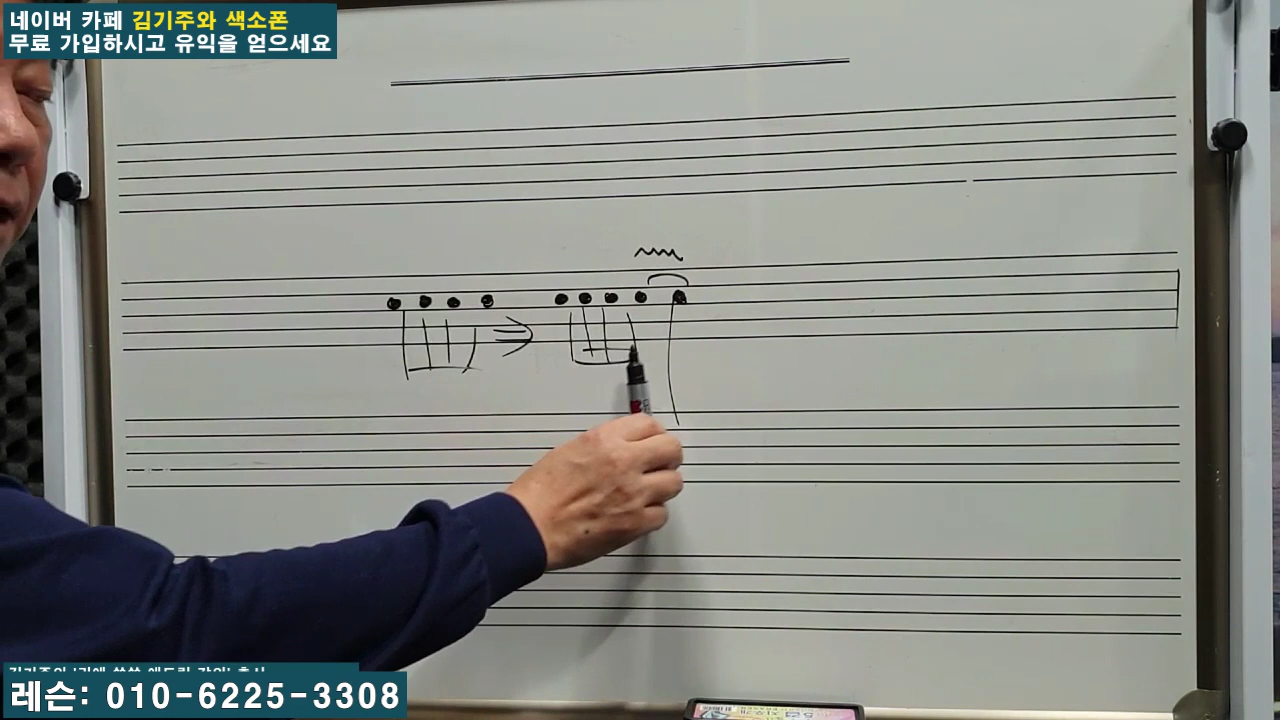 네이버 카페 김기주와 색소폰
무료 가입하시고 유익을 얻으세요
레슨: 010-6225-3308